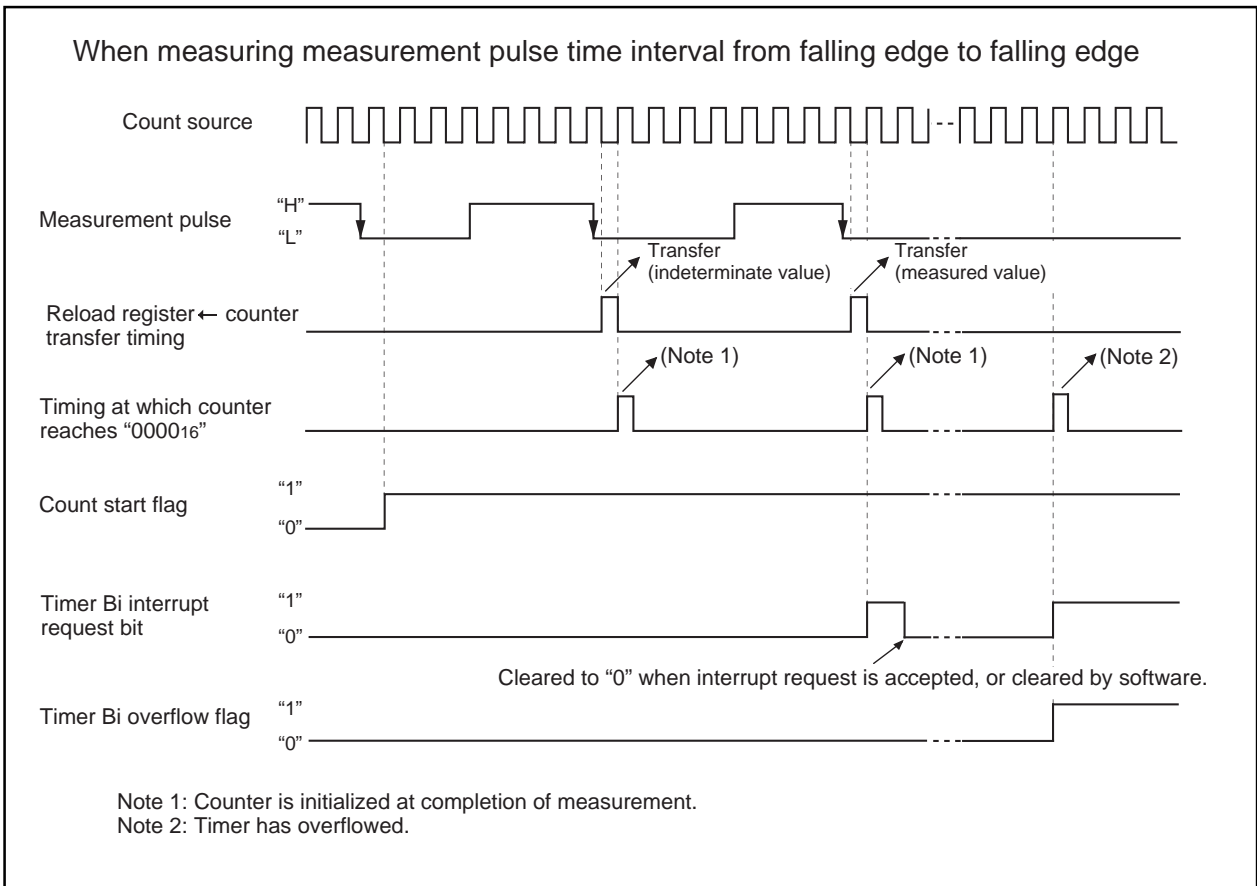 When measuring measurement pulse time interval from falling edge to falling edge
Count source
Measurement pulse
“H”
“L”
Transfer
(indeterminate value)
Transfer
(measured value)
Reload register ← counter
transfer timing
(Note 1)
(Note 1)
(Note 2)
Timing at which counter
reaches “000016”
Count start flag
“1”
“0”
Timer Bi interrupt
request bit
“1”
“0”
Cleared to “0” when interrupt request is accepted, or cleared by software.
Timer Bi overflow flag
“1”
“0”
Note 1: Counter is initialized at completion of measurement.
Note 2: Timer has overflowed.